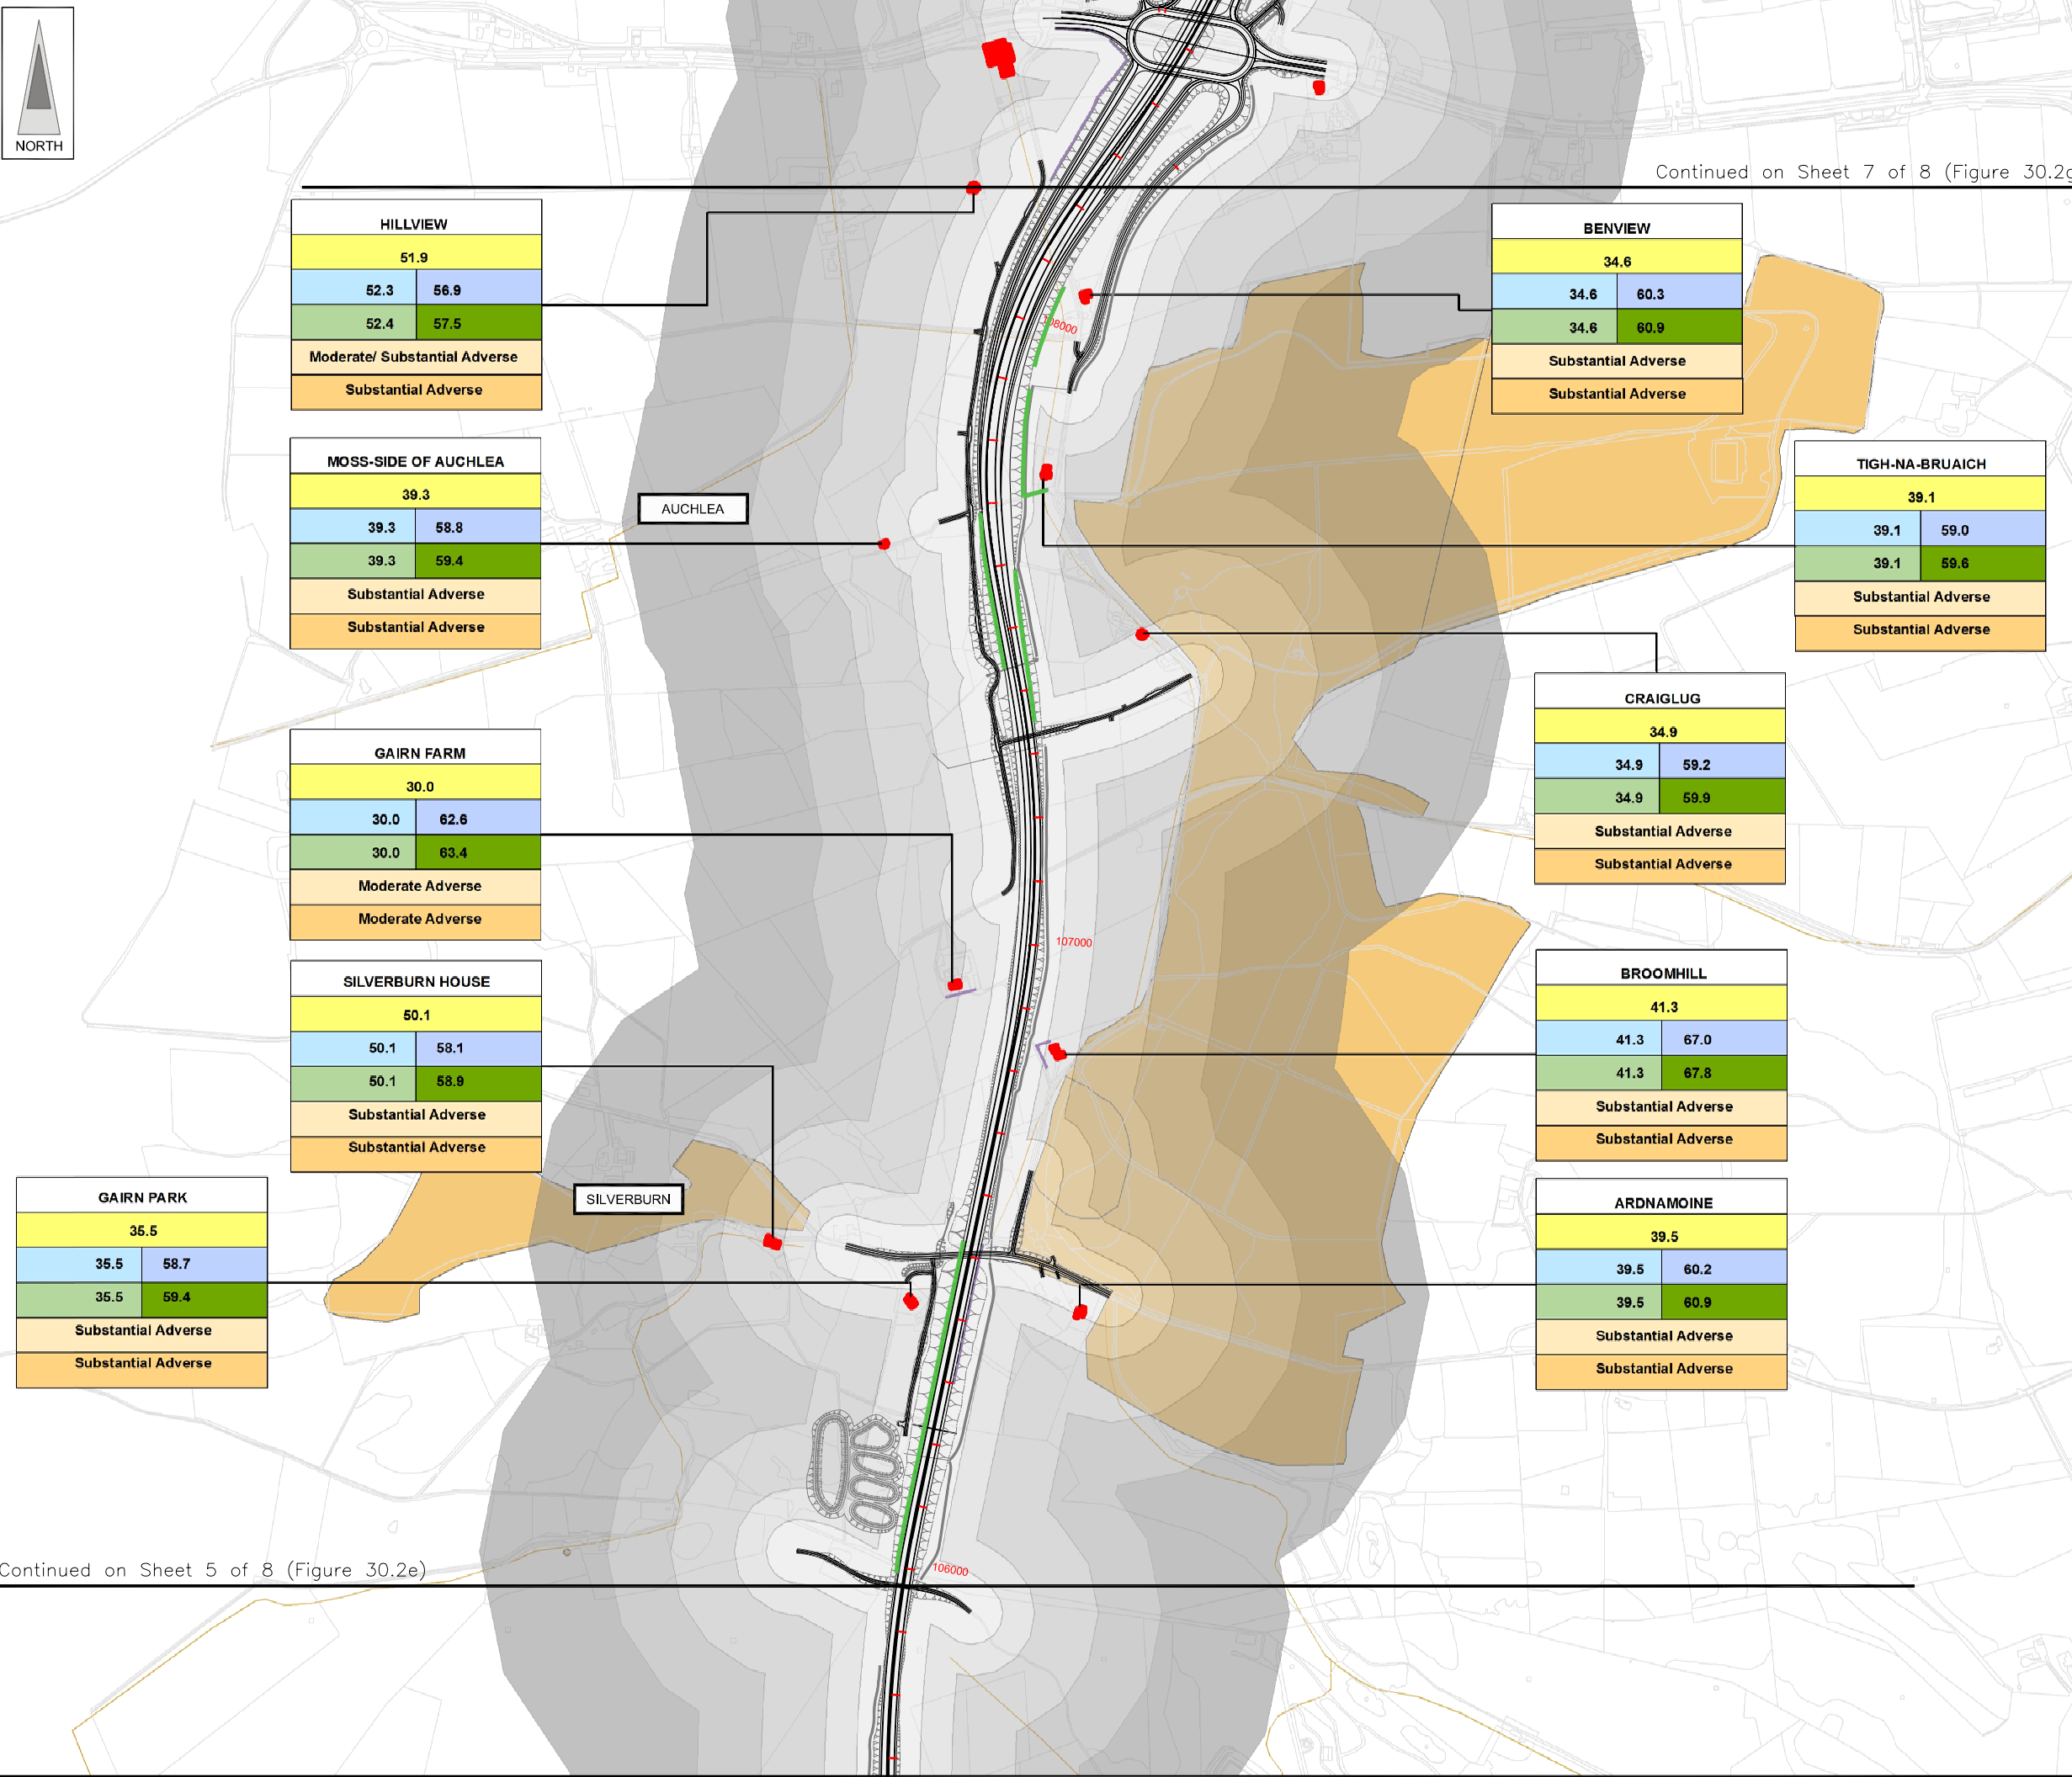 NORTH
Continued on Sheet 7 of 8 (Figure 30.2g
HILLVIEW
51.9
52.3 56.9
52.4 57.5
Moderate/ Substantial Adverse
Substantial Adverse
BENVIEW
34.6
34.6 60.3
34.6 60.9
Substantial Adverse
Substantial Adverse
108000
MOSS-SIDE OF AUCHLEA
39.3
39.3 58.8
39.3 59.4
Substantial Adverse
Substantial Adverse
AUCHLEA
TIGH-NA-BRUAICH
39.1
39.1 59.0
39.1 59.6
Substantial Adverse
Substantial Adverse
CRAIGLUG
34.9
34.9 59.2
34.9 59.9
Substantial Adverse
Substantial Adverse
GAIRN FARM
30.0
30.0 62.6
30.0 63.4
Moderate Adverse
Moderate Adverse
107000
SILVERBURN HOUSE
50.1
50.1 58.1
50.1 58.9
Substantial Adverse
Substantial Adverse
BROOMHILL
41.3
41.3 67.0
41.3 67.8
Substantial Adverse
Substantial Adverse
SILVERBURN
GAIRN PARK
35.5
35.5 58.7
35.5 59.4
Substantial Adverse
Substantial Adverse
ARDNAMOINE
39.5
39.5 60.2
39.5 60.9
Substantial Adverse
Substantial Adverse
Continued on Sheet 5 of 8 (Figure 30.2e)
106000